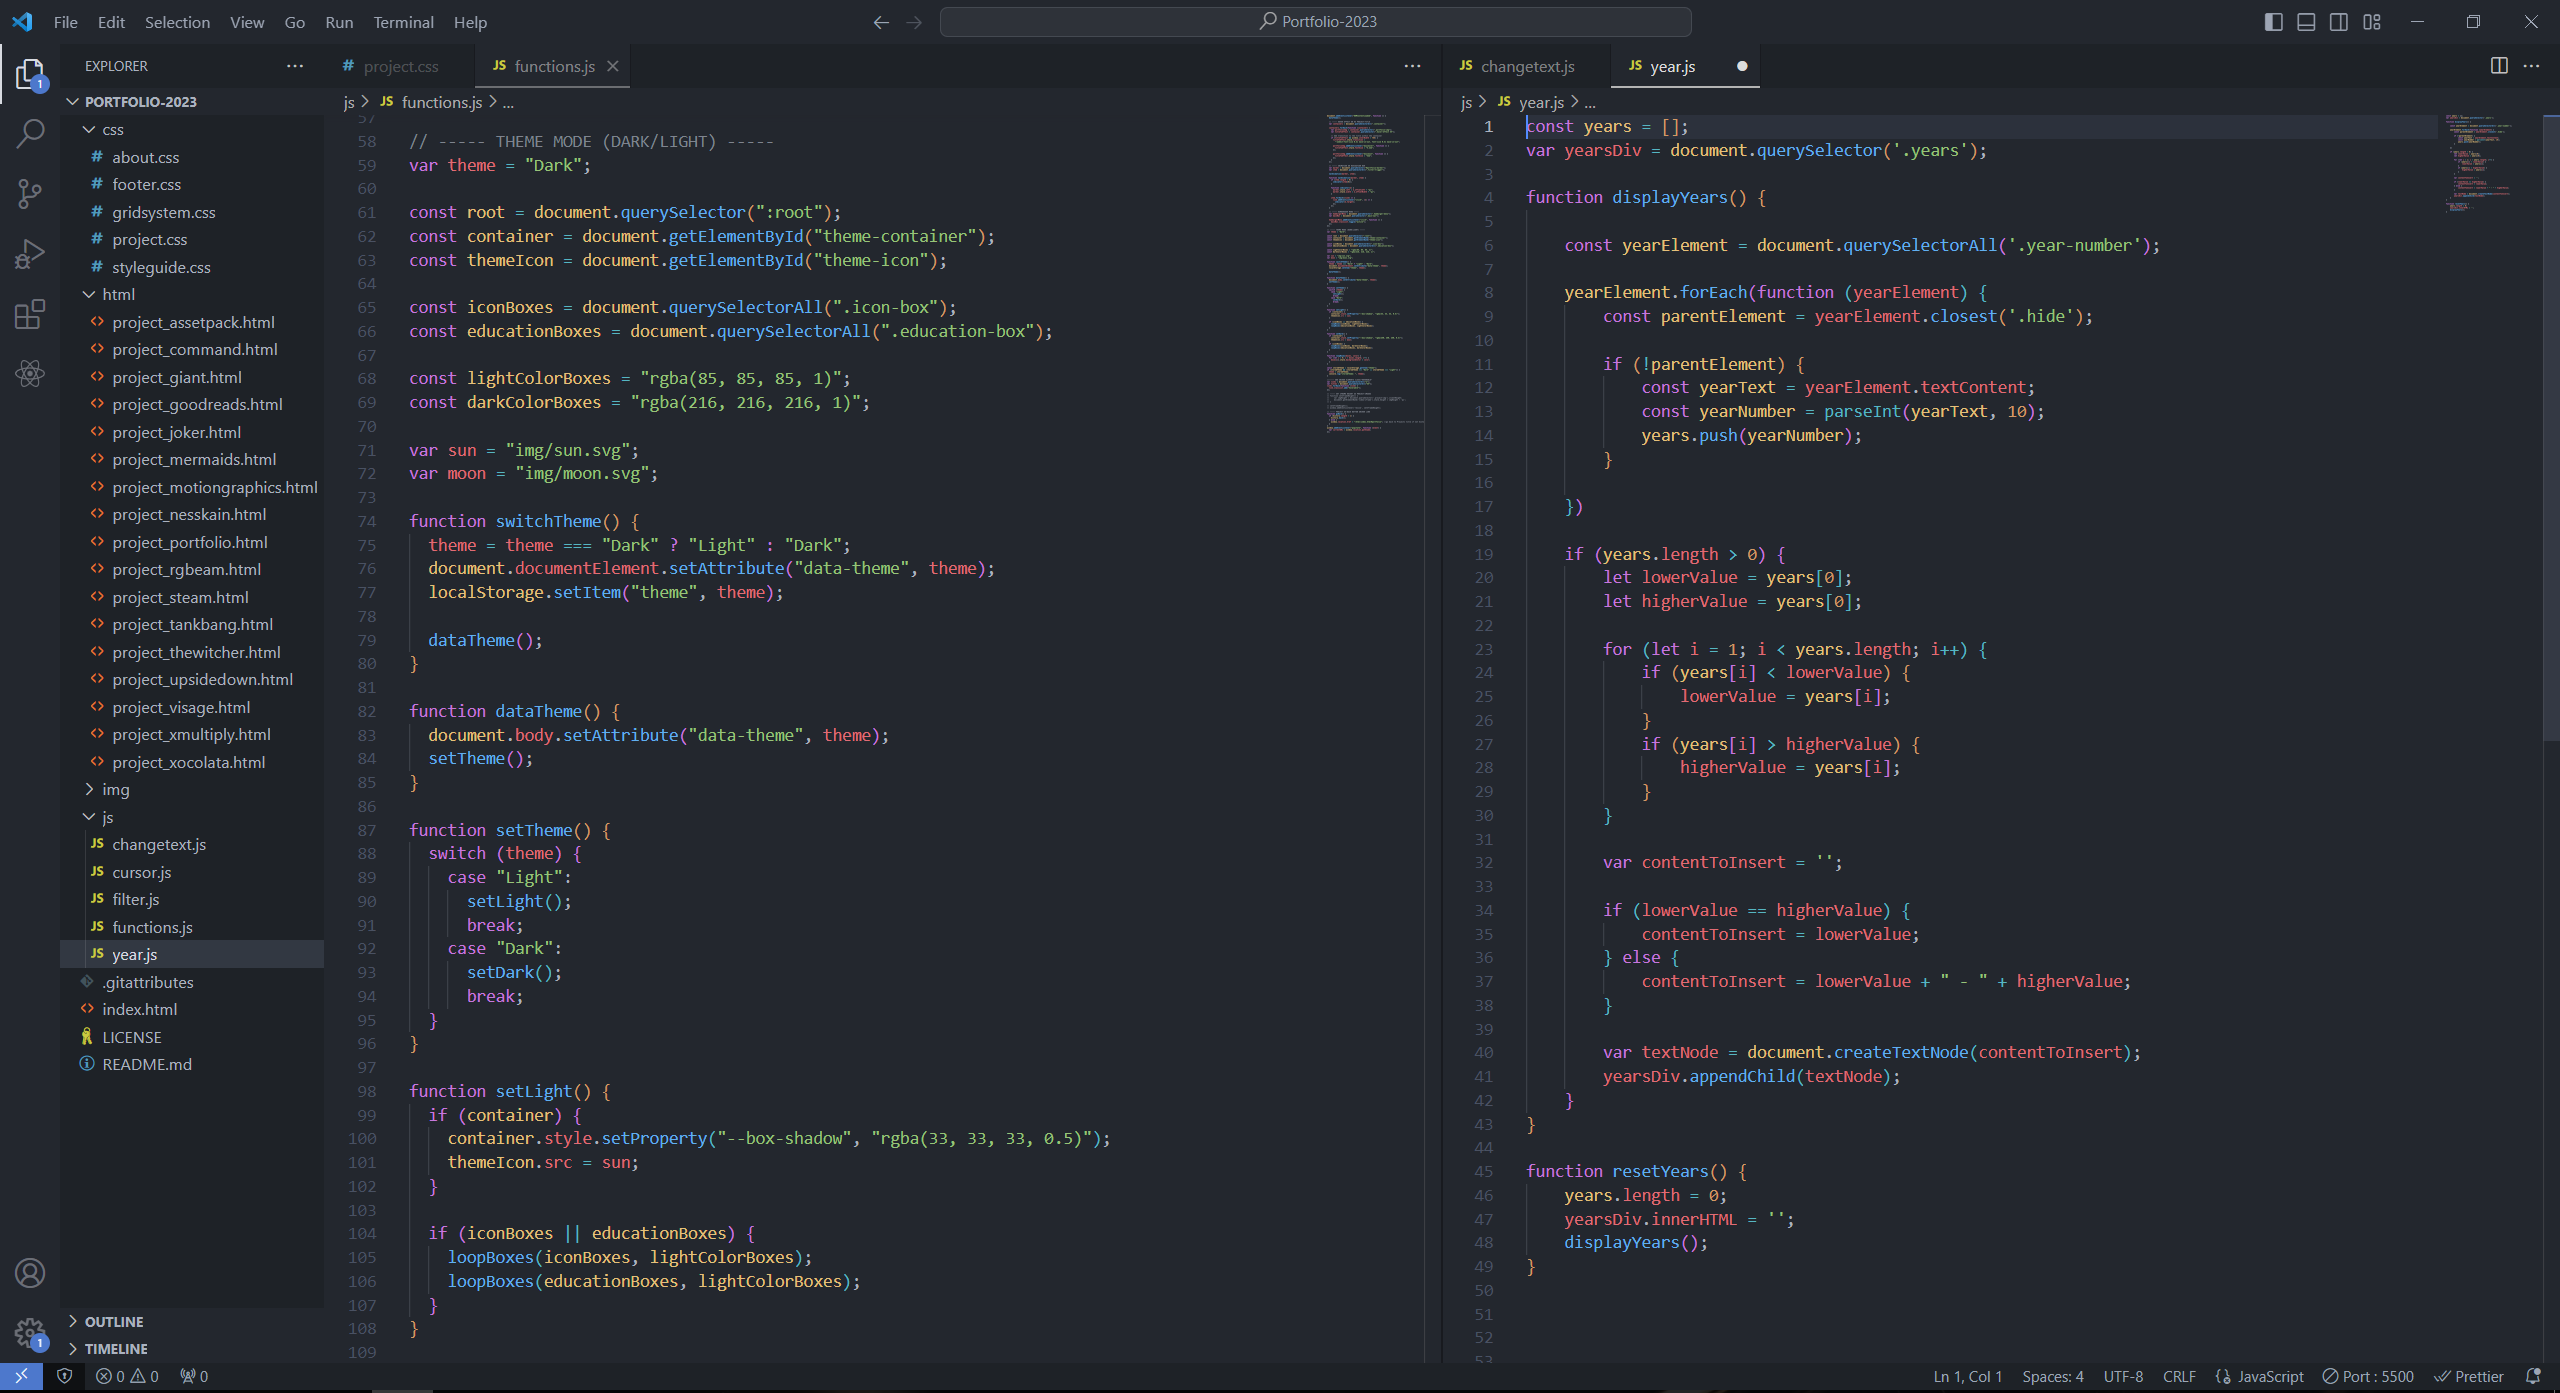 File Edit Selection View Go Run Terminal Help
Portfolio-2023
EXPLORER
PORTFOLIO-2023
css
# about.css
# footer.css
# gridsystem.css
# project.css
# styleguide.css
html
<> project_assetpack.html
<> project_command.html
<> project_giant.html
<> project_goodreads.html
<> project_joker.html
<> project_mermaids.html
<> project_motiongraphics.html
<> project_nesskain.html
<> project_portfolio.html
<> project_rgbeam.html
<> project_steam.html
<> project_tankbang.html
<> project_thewitcher.html
<> project_upsidedown.html
<> project_visage.html
<> project_xmultiply.html
<> project_xocolata.html
img
js
JS changetext.js
JS cursor.js
JS filter.js
JS functions.js
JS year.js
.gitattributes
<> index.html
LICENSE
README.md
OUTLINE
TIMELINE
1
1
# project.css
JS functions.js
js > JS functions.js > ...
57
58 // ----- THEME MODE (DARK/LIGHT) -----
59 var theme = "Dark";
60
61 const root = document.querySelector(":root");
62 const container = document.getElementById("theme-container");
63 const themeIcon = document.getElementById("theme-icon");
64
65 const iconBoxes = document.querySelectorAll(".icon-box");
66 const educationBoxes = document.querySelectorAll(".education-box");
67
68 const lightColorBoxes = "rgba(85, 85, 85, 1)";
69 const darkColorBoxes = "rgba(216, 216, 216, 1)";
70
71 var sun = "img/sun.svg";
72 var moon = "img/moon.svg";
73
74 function switchTheme() {
75 theme = theme === "Dark" ? "Light" : "Dark";
76 document.documentElement.setAttribute("data-theme", theme);
77 localStorage.setItem("theme", theme);
78
79 dataTheme();
80 }
81
82 function dataTheme() {
83 document.body.setAttribute("data-theme", theme);
84 setTheme();
85 }
86
87 function setTheme() {
88 switch (theme) {
89 case "Light":
90 setLight();
91 break;
92 case "Dark":
93 setDark();
94 break;
95 }
96 }
97
98 function setLight() {
99 if (container) {
100 container.style.setProperty("--box-shadow", "rgba(33, 33, 33, 0.5)");
101 themeIcon.src = sun;
102 }
103
104 if (iconBoxes || educationBoxes) {
105 loopBoxes(iconBoxes, lightColorBoxes);
106 loopBoxes(educationBoxes, lightColorBoxes);
107 }
108 }
109
JS changetext.js
JS year.js
js > JS year.js > ...
1 const years = [];
2 var yearsDiv = document.querySelector('.years');
3
4 function displayYears() {
5
6 const yearElement = document.querySelectorAll('.year-number');
7
8 yearElement.forEach(function (yearElement) {
9 const parentElement = yearElement.closest('.hide');
10
11 if (!parentElement) {
12 const yearText = yearElement.textContent;
13 const yearNumber = parseInt(yearText, 10);
14 years.push(yearNumber);
15 }
16
17 })
18
19 if (years.length > 0) {
20 let lowerValue = years[0];
21 let higherValue = years[0];
22
23 for (let i = 1; i < years.length; i++) {
24 if (years[i] < lowerValue) {
25 lowerValue = years[i];
26 }
27 if (years[i] > higherValue) {
28 higherValue = years[i];
29 }
30 }
31
32 var contentToInsert = '';
33
34 if (lowerValue == higherValue) {
35 contentToInsert = lowerValue;
36 } else {
37 contentToInsert = lowerValue + " - " + higherValue;
38 }
39
40 var textNode = document.createTextNode(contentToInsert);
41 yearsDiv.appendChild(textNode);
42 }
43 }
44
45 function resetYears() {
46 years.length = 0;
47 yearsDiv.innerHTML = '';
48 displayYears();
49 }
50
51
52
53
0 0 0
Ln 1, Col 1 Spaces: 4 UTF-8 CRLF {} JavaScript Port : 5500 Prettier